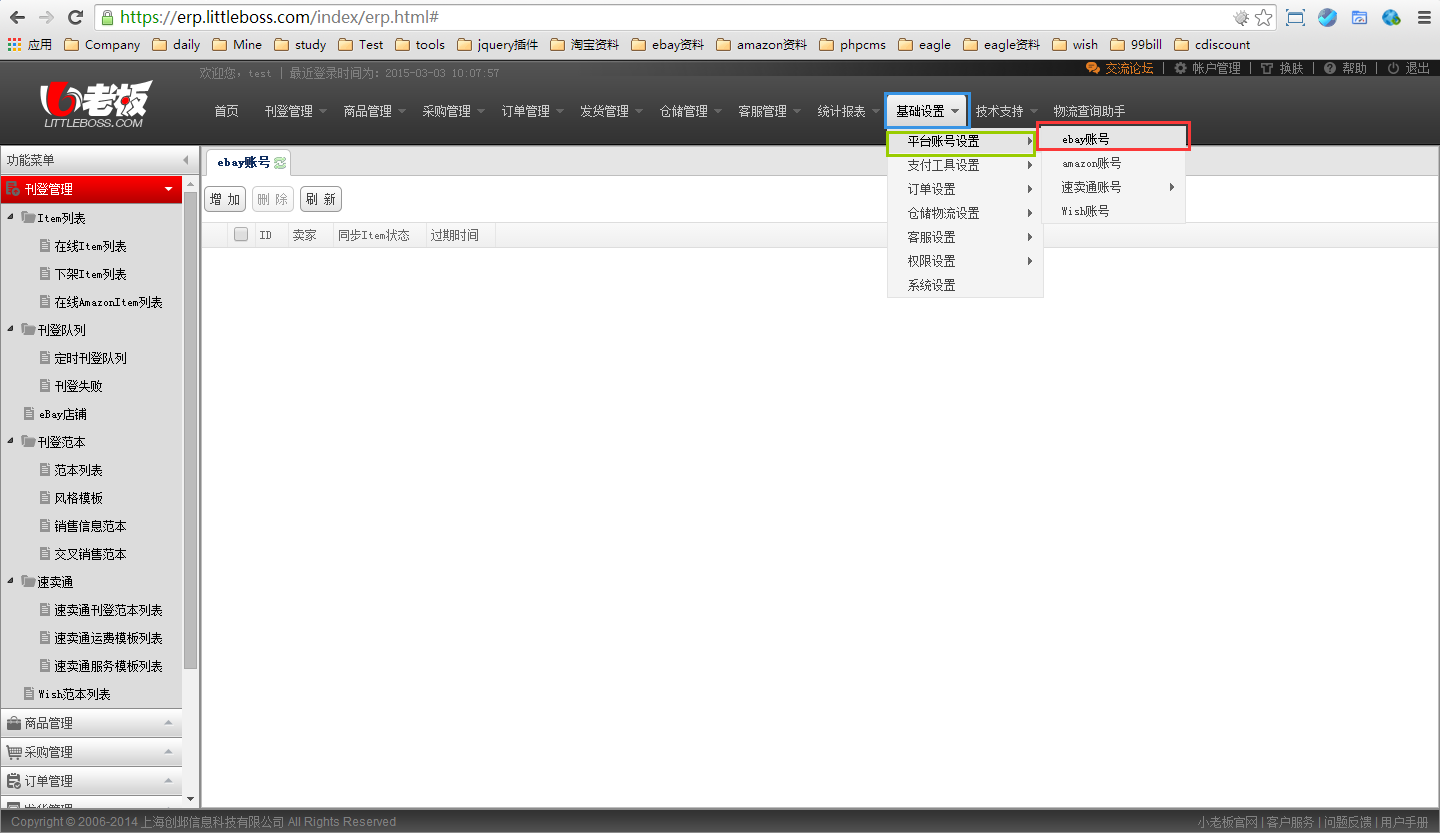 https://erp.littleboss.com/index/erp.html#
应用 Company daily Mine study Test tools jquery插件 淘宝资料 ebay资料 amazon资料 phpcms eagle eagle资料 wish 99bill cdiscount
欢迎您, test | 最近登录时间为: 2015-03-03 10:07:57
交流论坛 | 帐户管理 | 换肤 | 帮助 | 退出
老板
LITTLEBOSS.COM
首页 刊登管理 商品管理 采购管理 订单管理 发货管理 仓储管理 客服管理 统计报表 基础设置 技术支持 物流查询助手
平台账号设置
支付工具设置
订单设置
仓储物流设置
客服设置
权限设置
系统设置
ebay账号
amazon账号
速卖通账号
Wish账号
功能菜单
刊登管理
Item列表
在线Item列表
下架Item列表
在线AmazonItem列表
刊登队列
定时刊登队列
刊登失败
eBay店铺
刊登范本
范本列表
风格模板
销售信息范本
交叉销售范本
速卖通
速卖通刊登范本列表
速卖通运费模板列表
速卖通服务模板列表
Wish范本列表
商品管理
采购管理
订单管理
发货管理
ebay账号
增 加 删 除 刷 新
ID 卖家 同步Item状态 过期时间
Copyright © 2006-2014 上海创邺信息科技有限公司 All Rights Reserved
小老板官网 | 客户服务 | 问题反馈 | 用户手册